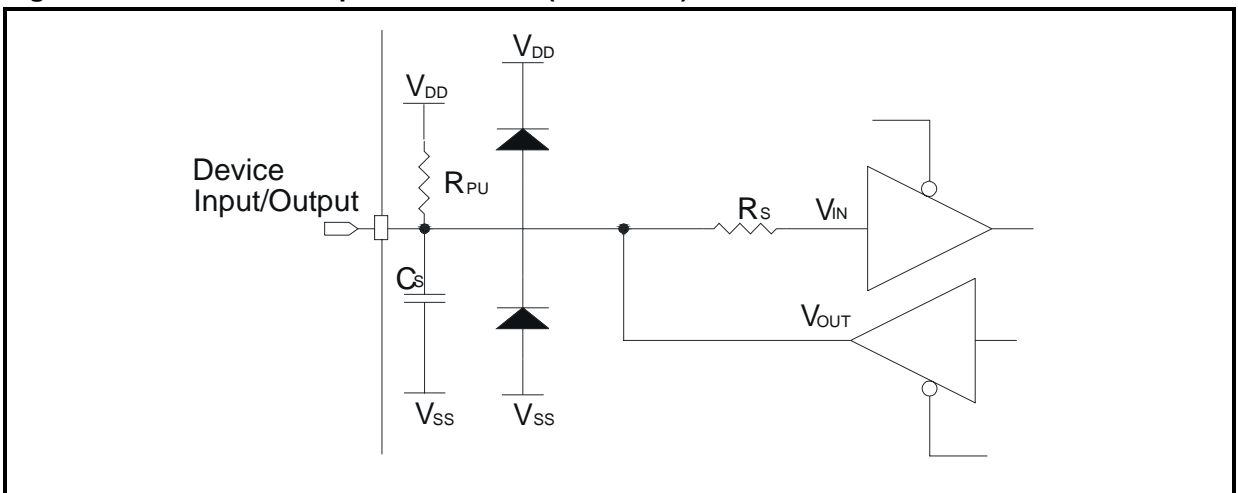 VDD
VDD
Device
Input/Output
RPU
RS
VIN
CS
VOUT
VSS
VSS